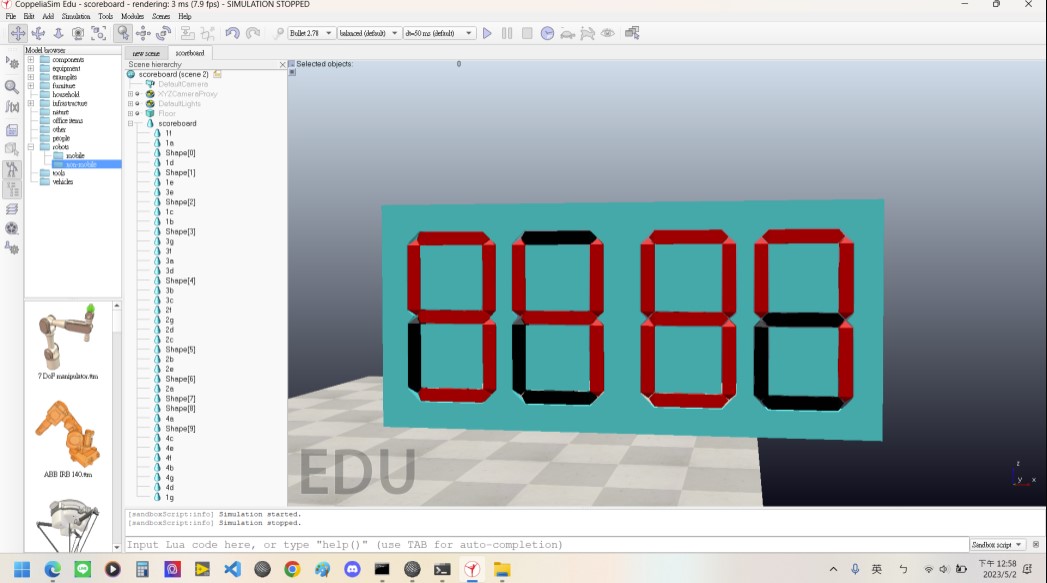 CoppeliaSim Edu - scoreboard - rendering: 3 ms (7.9 fps) - SIMULATION STOPPED
File Edit Add Simulation Tools Modules Scenes Help
Bullet 2.78 balanced (default) dt=50 ms (default)
Model browser
components
equipment
examples
furniture
household
infrastructure
nature
office items
other
people
robots
mobile
non-mobile
tools
vehicles
7 DoF manipulator.ttm
ABB IRB 140.ttm
new scene scoreboard
Scene hierarchy
scoreboard (scene 2)
DefaultCamera
XYZCameraProxy
DefaultLights
Floor
scoreboard
1f
1a
Shape[0]
1d
Shape[1]
1e
3e
Shape[2]
1c
1b
Shape[3]
3g
3f
3a
3d
Shape[4]
3b
3c
2f
2g
2d
2c
Shape[5]
2b
2e
Shape[6]
2a
Shape[7]
Shape[8]
4a
Shape[9]
4c
4e
4f
4b
4g
4d
1g
Selected objects: 0
EDU
z
y x
[sandboxScript:info] Simulation started.
[sandboxScript:info] Simulation stopped.
Input Lua code here, or type "help()" (use TAB for auto-completion)
Sandbox script
英
下午 12:58
2023/5/2